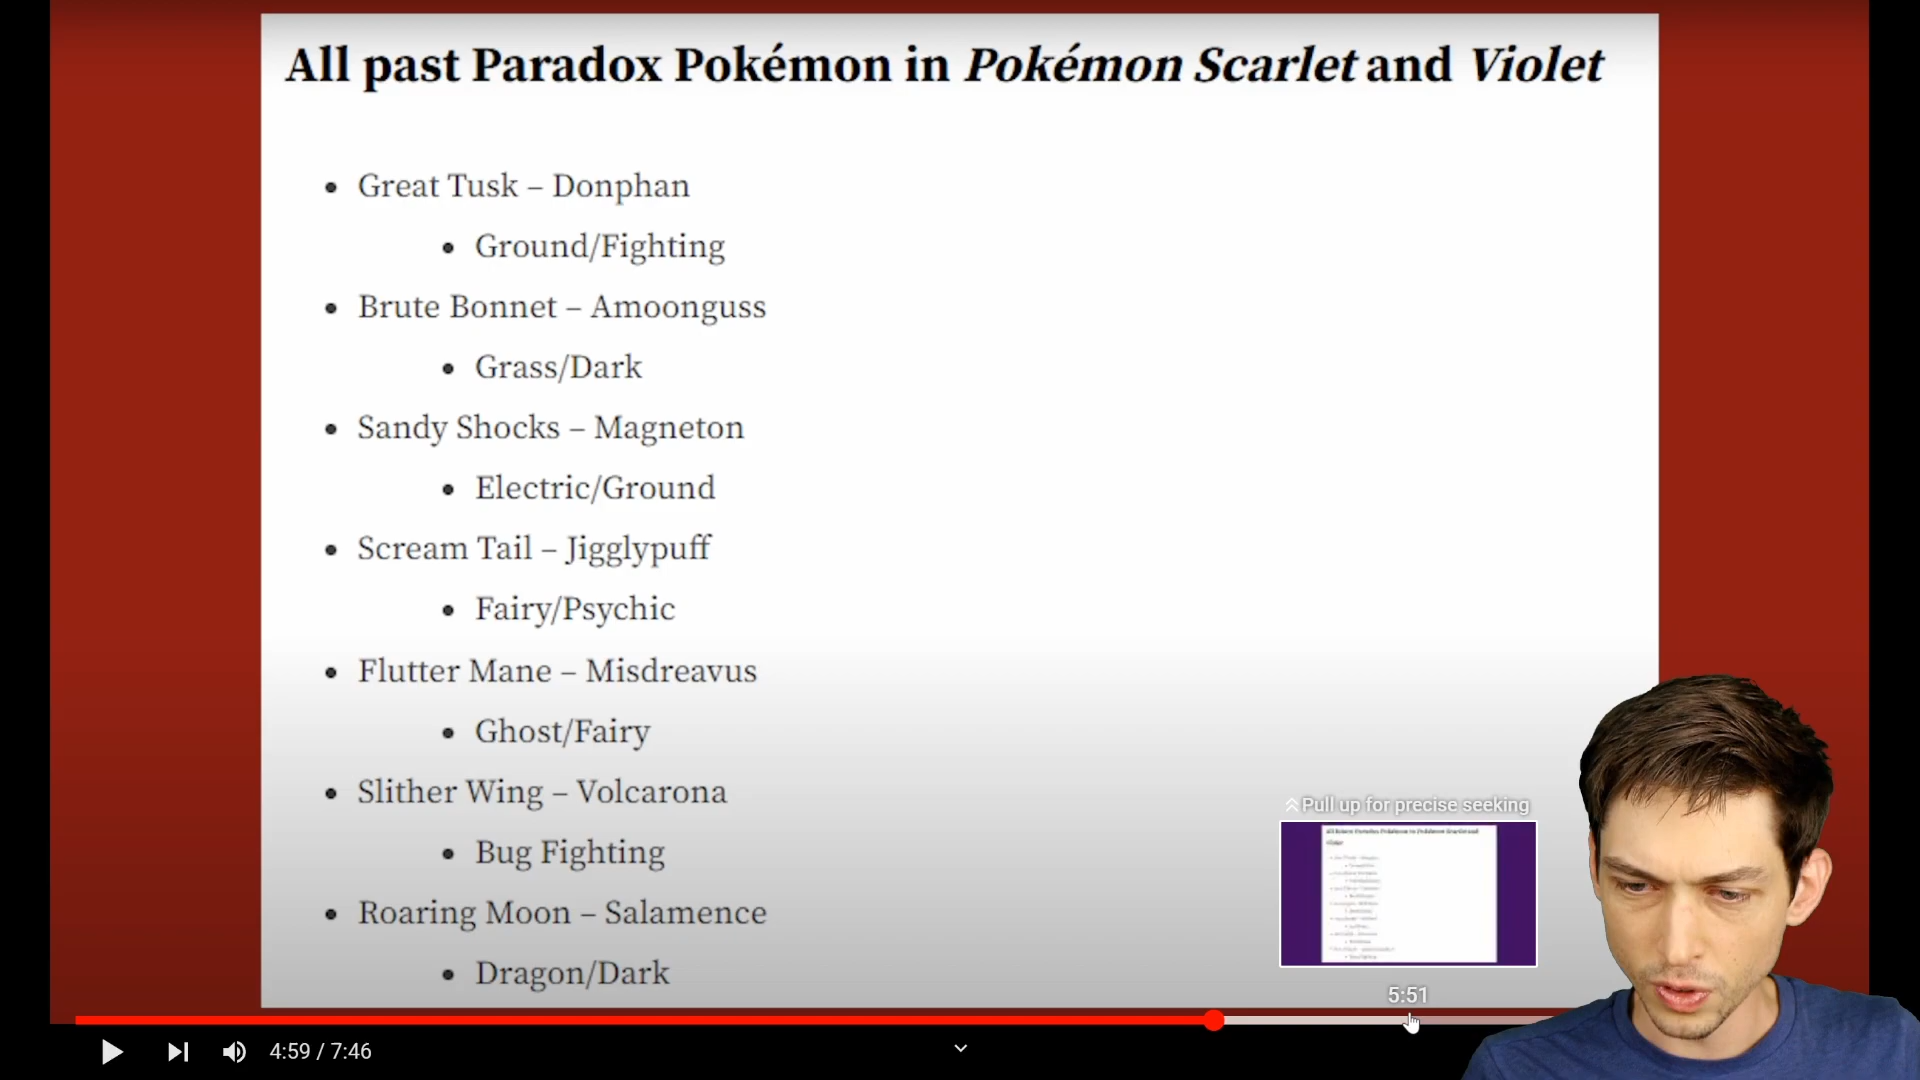 All past Paradox Pokémon in Pokémon Scarlet and Violet
• Great Tusk – Donphan
• Ground/Fighting
• Brute Bonnet – Amoonguss
• Grass/Dark
• Sandy Shocks – Magneton
• Electric/Ground
• Scream Tail – Jigglypuff
• Fairy/Psychic
• Flutter Mane – Misdreavus
• Ghost/Fairy
• Slither Wing – Volcarona
• Bug Fighting
• Roaring Moon – Salamence
• Dragon/Dark
Pull up for precise seeking
5:51
4:59 / 7:46